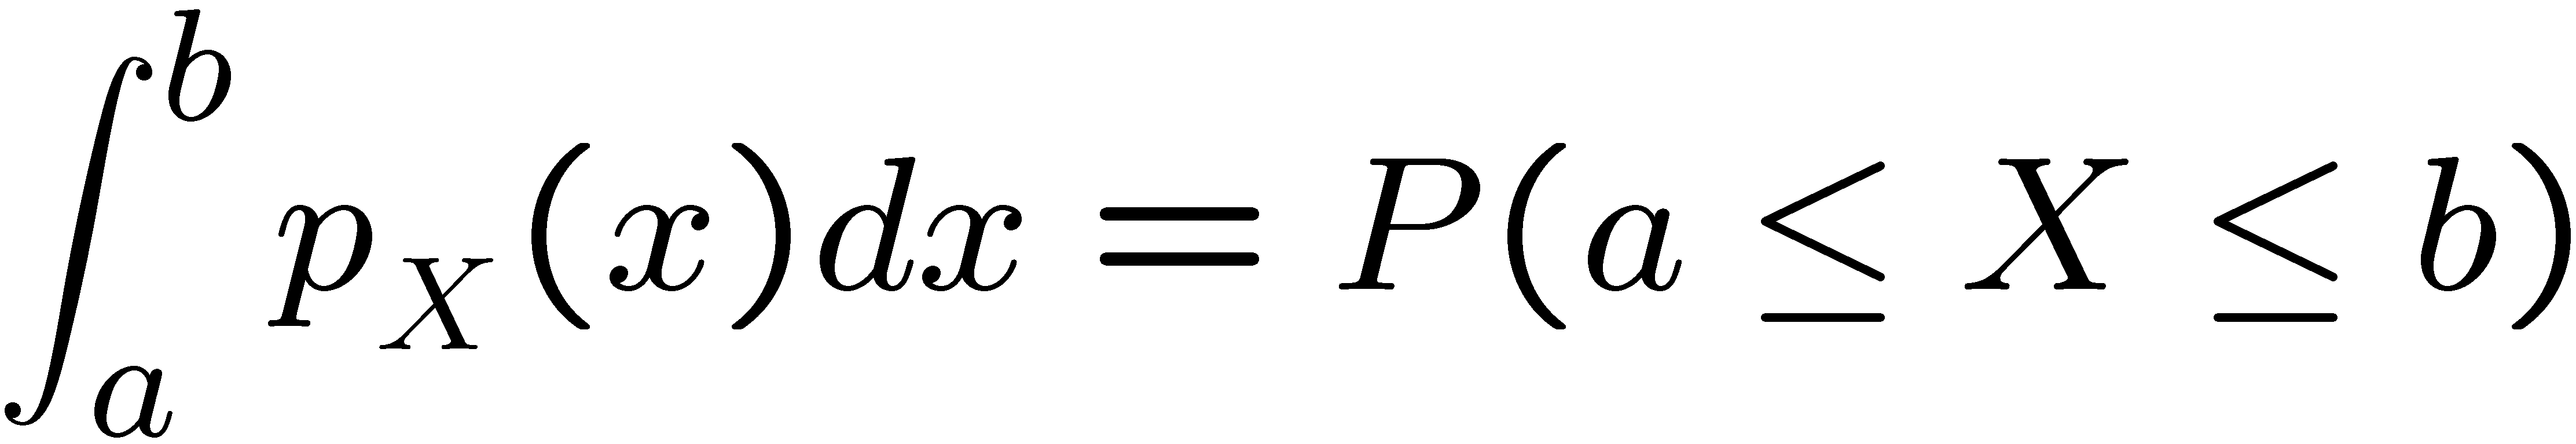 ∫_a^b p_X(x)dx = P(a ≤ X ≤ b)